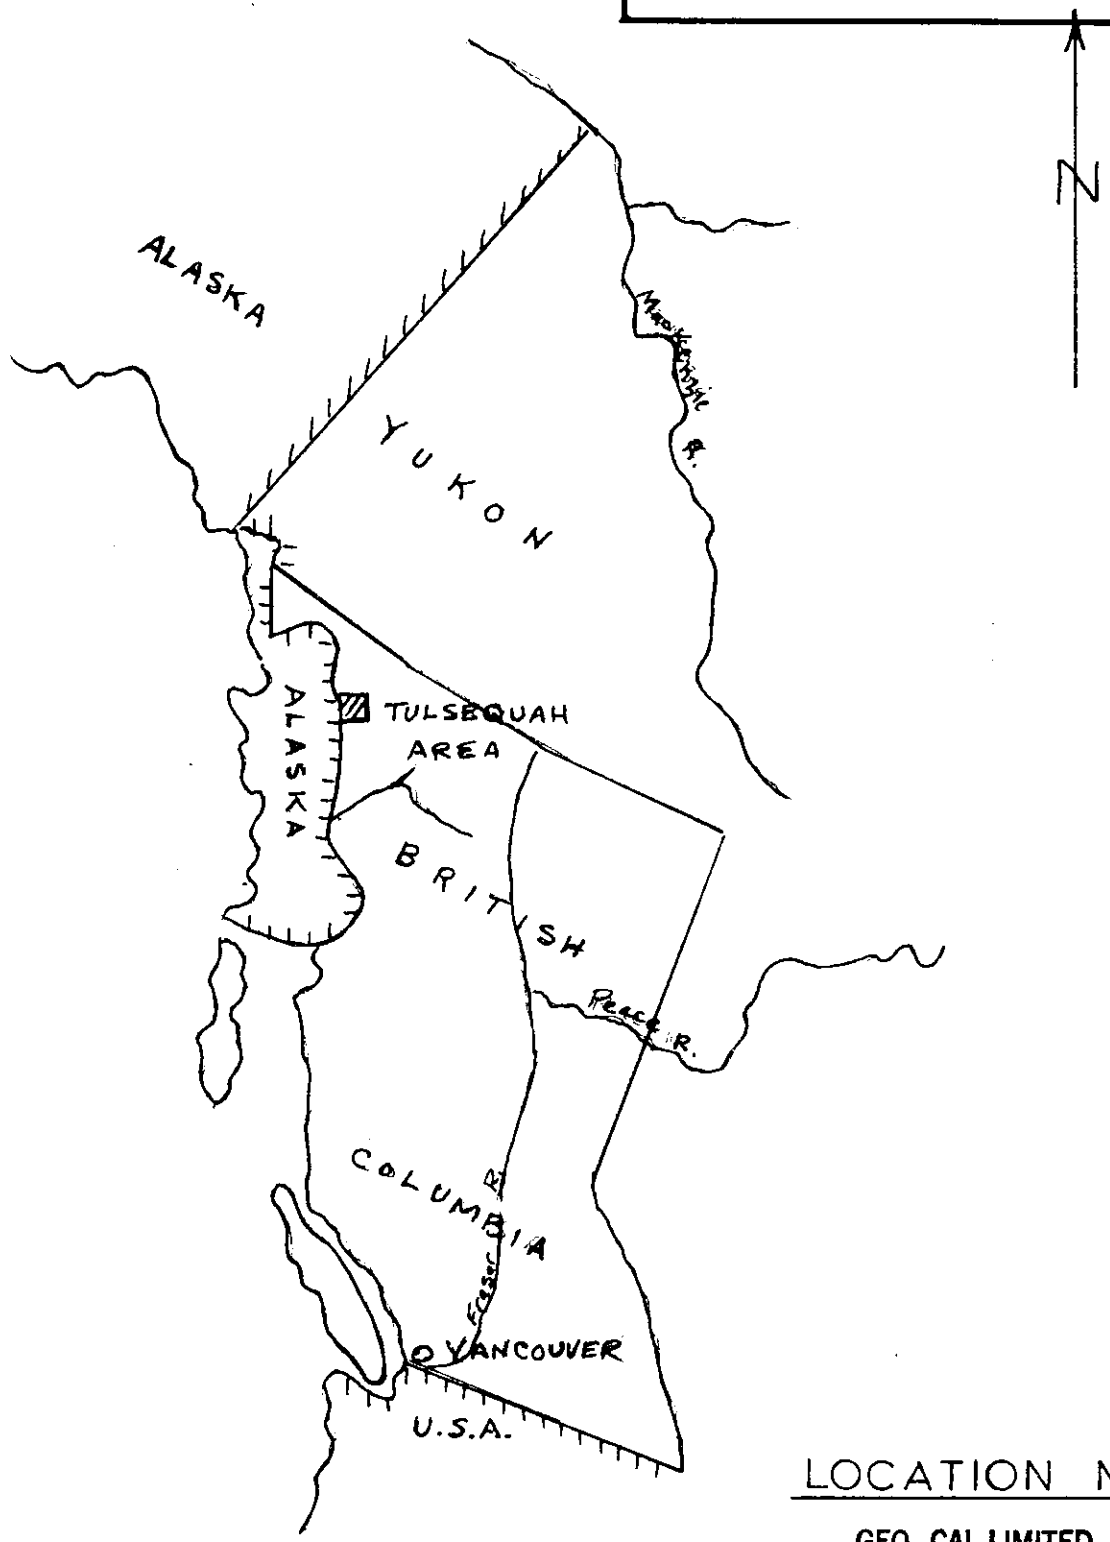 N
ALASKA
Mackenzie R.
YUKON
ALASKA
TULSEQUAH
AREA
BRITISH
Peace R.
COLUMBIA
Fraser R
VANCOUVER
U.S.A.
LOCATION
GEO CAL LIMITED